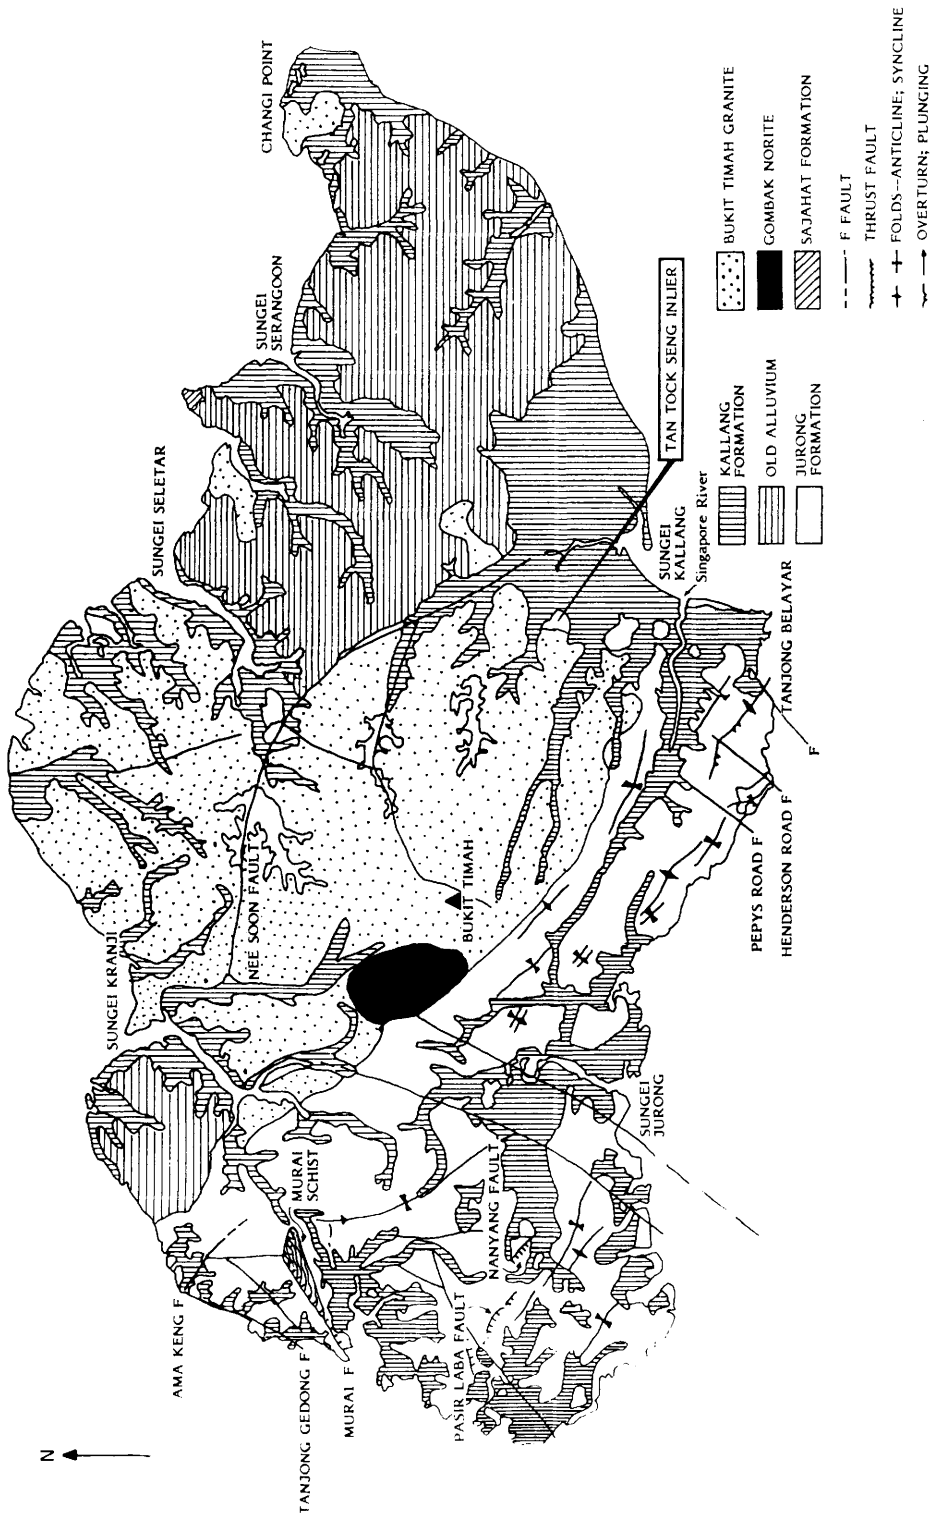 N
AMA KENG F
TANJONG GEDONG F
MURAI F
PASIR LABA FAULT
NANYANG FAULT
MURAI
SCHIST
SUNGEI KRANJI
NEE SOON FAULT
BUKIT TIMAH
SUNGEI
JURONG
SUNGEI SELETAR
SUNGEI
SERANGOON
CHANGI POINT
TAN TOCK SENG INLIER
SUNGEI
KALLANG
Singapore River
TANJONG BELAYAR
F
HENDERSON ROAD F
PEPYS ROAD F
KALLANG
FORMATION
OLD ALLUVIUM
JURONG
FORMATION
BUKIT TIMAH GRANITE
GOMBAK NORITE
SAJAHAT FORMATION
F FAULT
THRUST FAULT
FOLDS--ANTICLINE; SYNCLINE
OVERTURN; PLUNGING